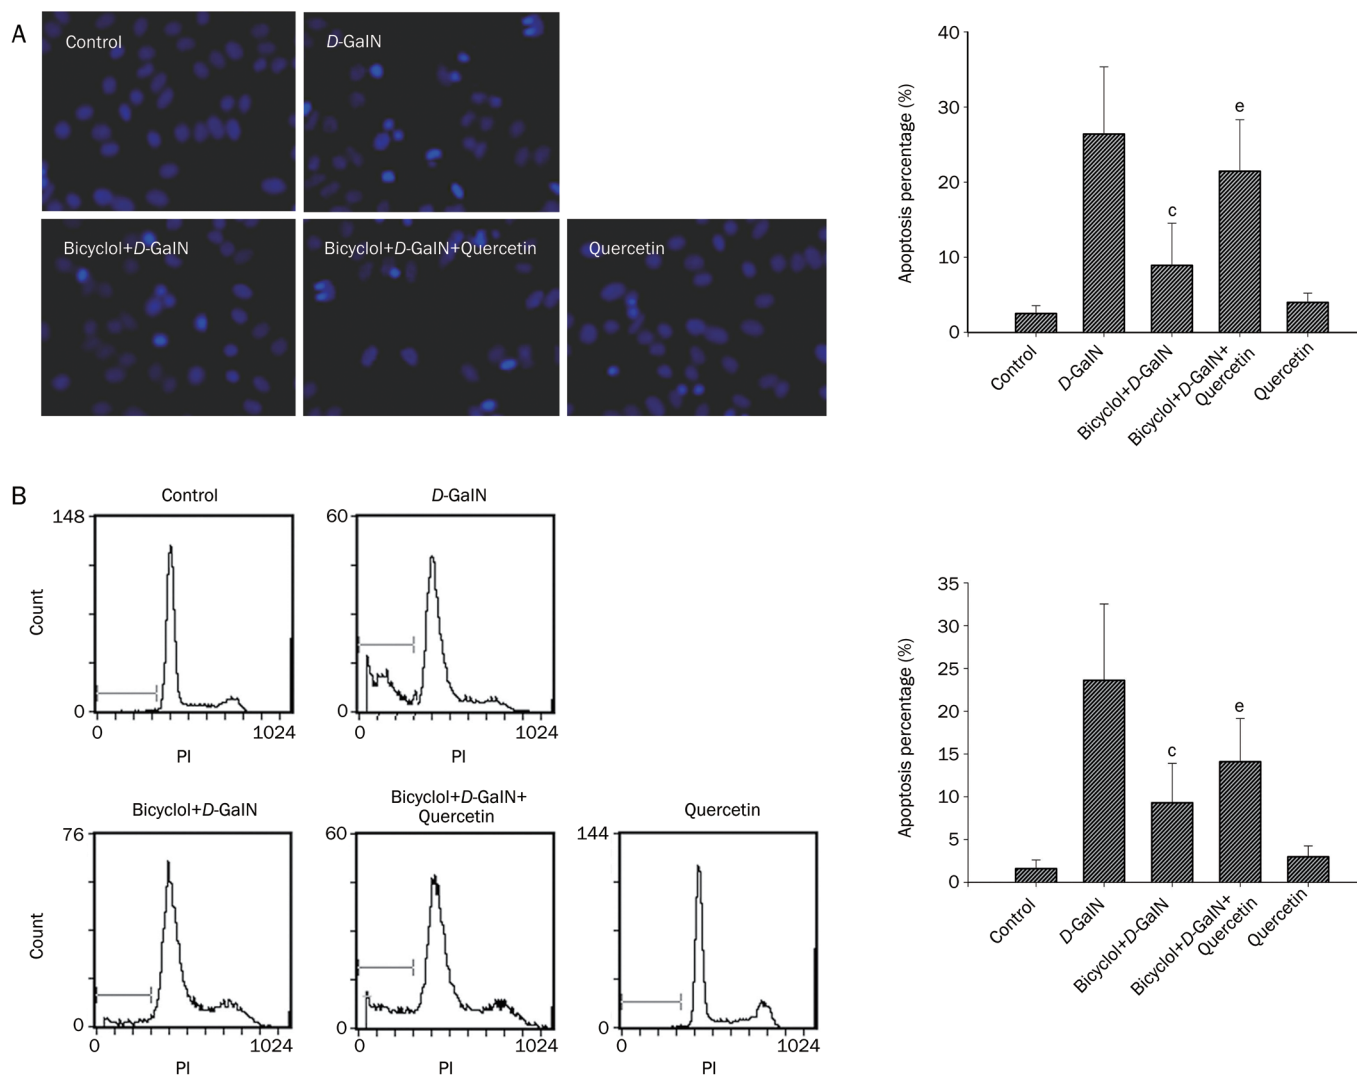 A
Control
D-GalN
Bicyclol+D-GalN
Bicyclol+D-GalN+Quercetin
Quercetin
Apoptosis percentage (%)
40
30
20
10
0
Control
D-GalN
Bicyclol+D-GalN
Bicyclol+D-GalN+
Quercetin
Quercetin
c
e
B
Control
148
0
Count
0
1024
PI
D-GalN
60
0
0
1024
PI
Bicyclol+D-GalN
76
0
Count
0
1024
PI
Bicyclol+D-GalN+
Quercetin
60
0
0
1024
PI
Quercetin
144
0
0
1024
PI
Apoptosis percentage (%)
35
30
25
20
15
10
5
0
c
e
Control
D-GalN
Bicyclol+D-GalN
Bicyclol+D-GalN+
Quercetin
Quercetin